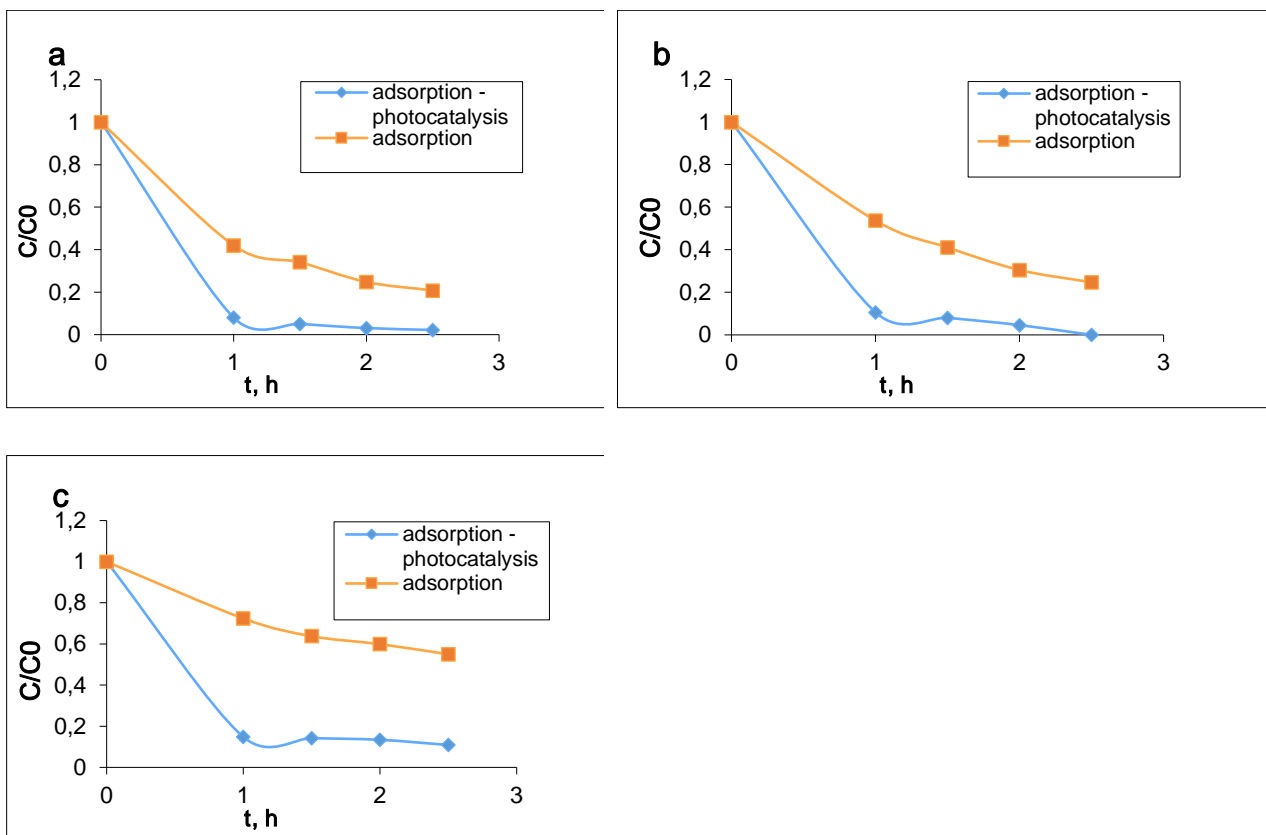 a
1,2
1
0,8
0,6
0,4
0,2
0
C/C0
adsorption -
photocatalysis
adsorption
0 1 2 3
t, h
b
1,2
1
0,8
0,6
0,4
0,2
0
C/C0
adsorption -
photocatalysis
adsorption
0 1 2 3
t, h
c
1,2
1
0,8
0,6
0,4
0,2
0
C/C0
adsorption -
photocatalysis
adsorption
0 1 2 3
t, h